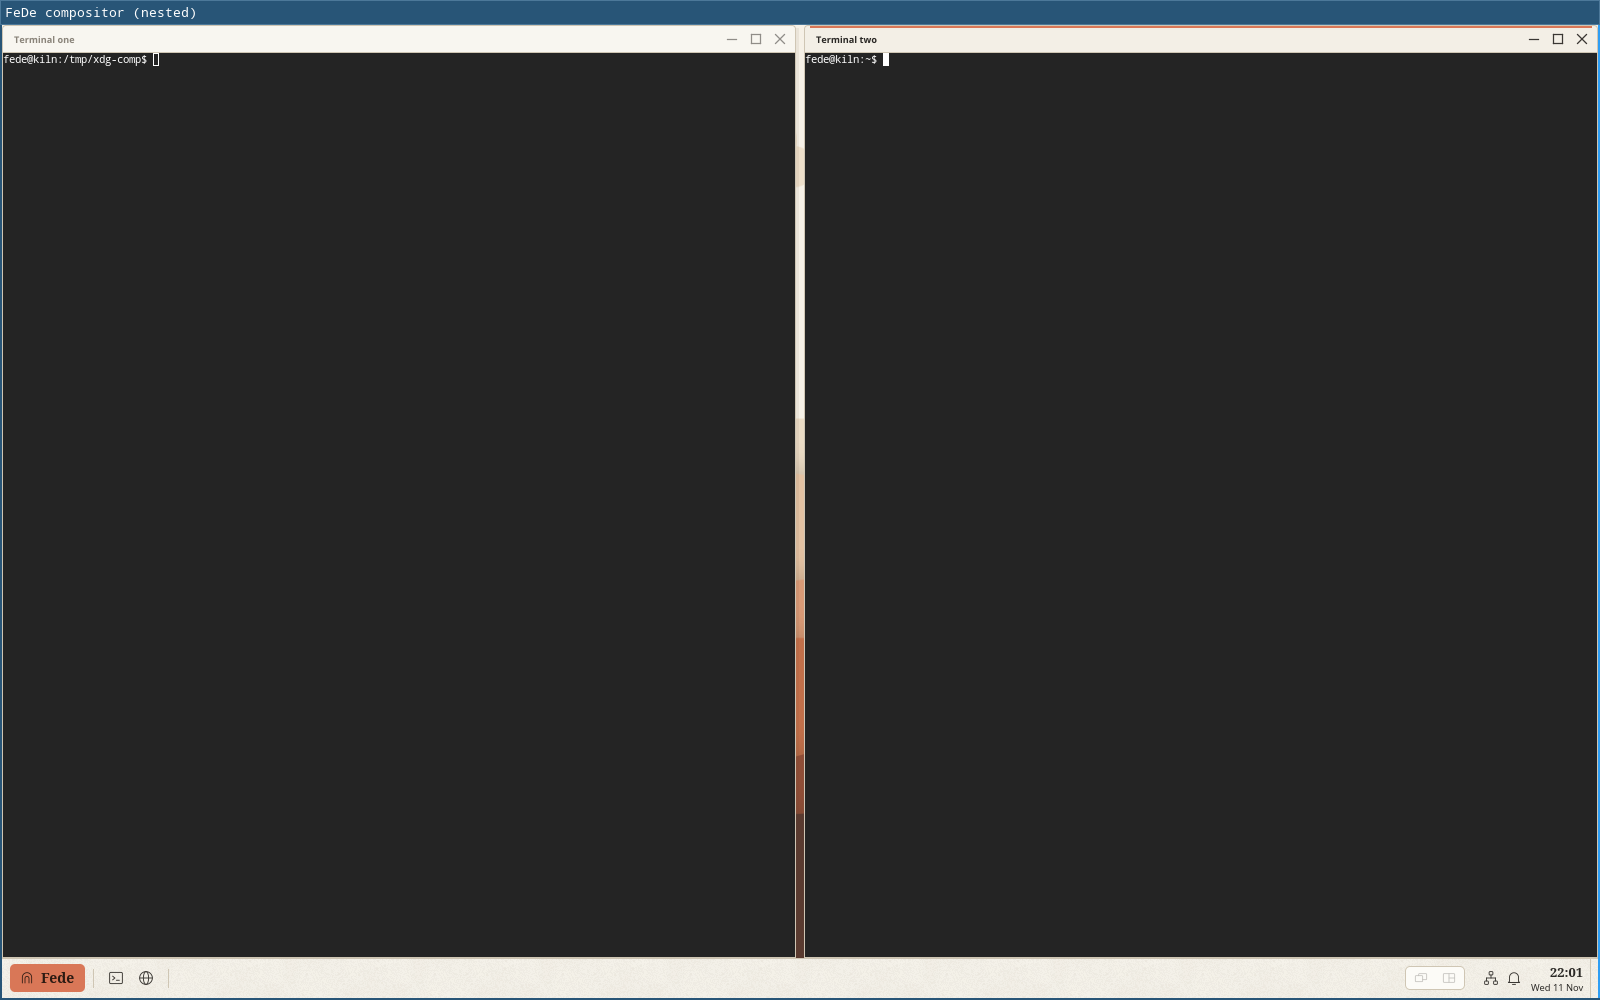 FeDe compositor (nested)
Terminal one
fede@kiln:/tmp/xdg-comp$
Terminal two
fede@kiln:~$
Fede
22:01
Wed 11 Nov